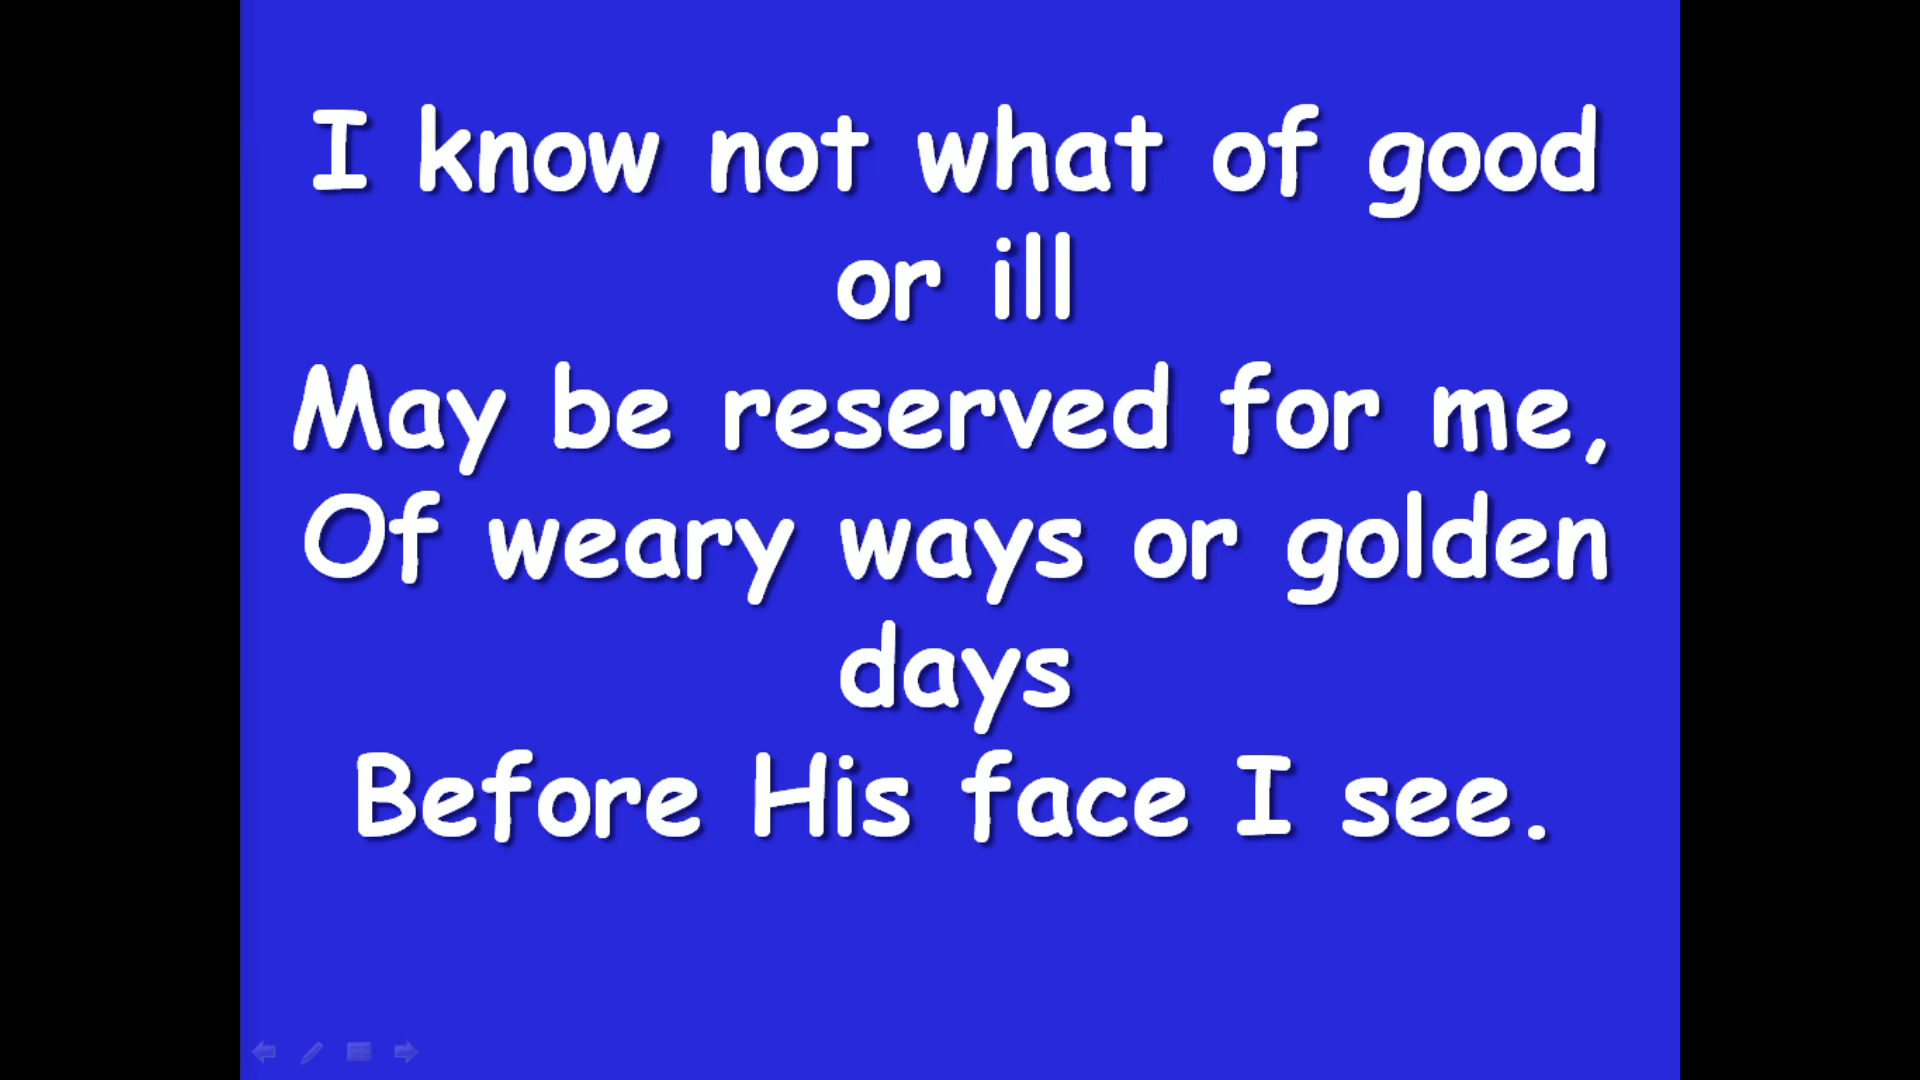 I know not what of good
or ill
May be reserved for me,
Of weary ways or golden
days
Before His face I see.